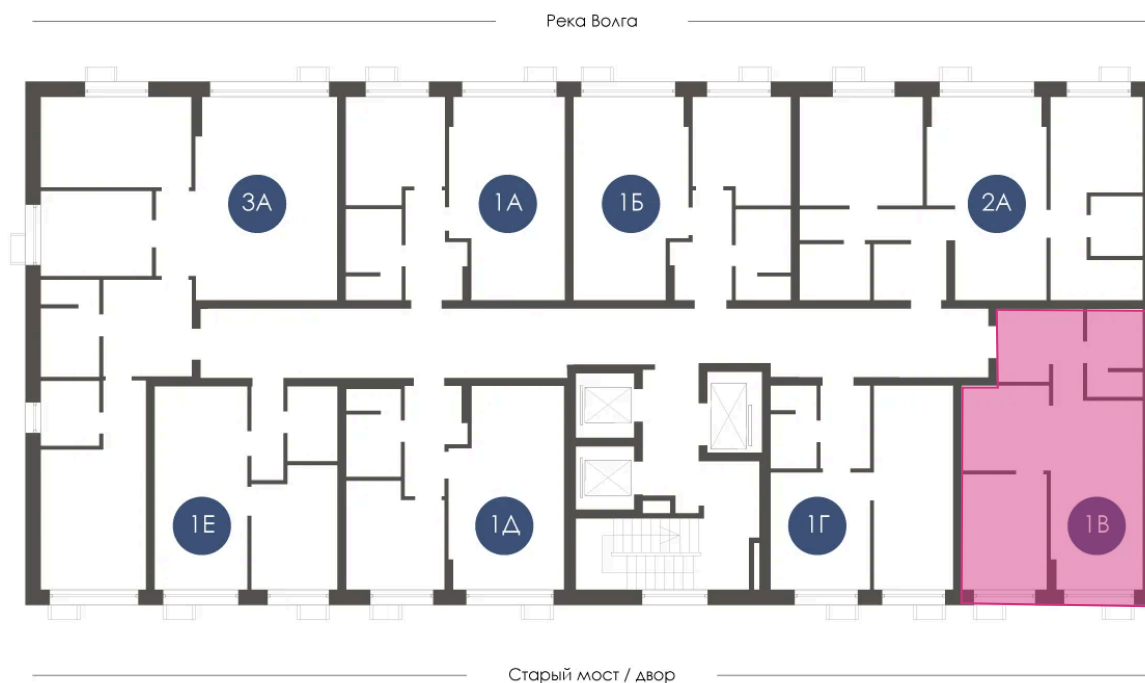 Река Волга
3А
1А
1Б
2А
1Е
1Д
1Г
1В
Старый мост / двор